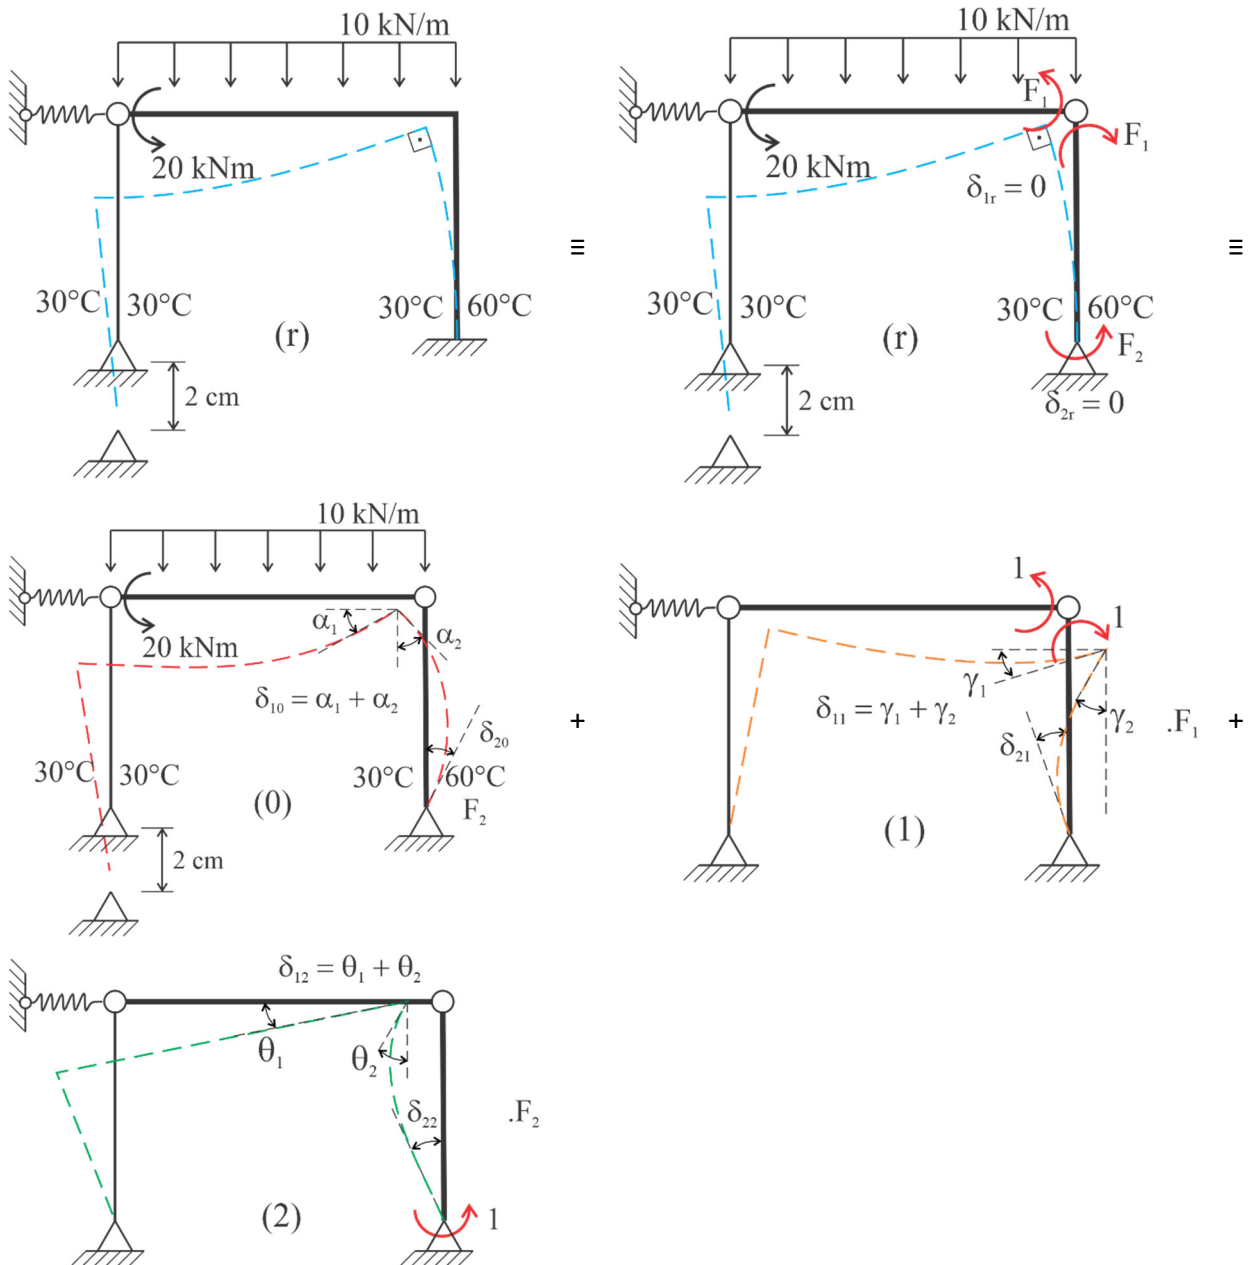 10 kN/m
20 kNm
30°C 30°C
30°C 60°C
(r)
2 cm
≡
10 kN/m
F₁
F₁
20 kNm
δ₁ᵣ = 0
30°C 30°C
30°C 60°C
(r)
F₂
δ₂ᵣ = 0
2 cm
≡
10 kN/m
20 kNm
α₁
α₂
δ₁₀ = α₁ + α₂
δ₂₀
30°C 30°C
30°C 60°C
(0)
F₂
2 cm
+
1
1
γ₁
δ₁₁ = γ₁ + γ₂
γ₂
δ₂₁
.F₁
(1)
+
δ₁₂ = θ₁ + θ₂
θ₁
θ₂
δ₂₂
.F₂
(2)
1